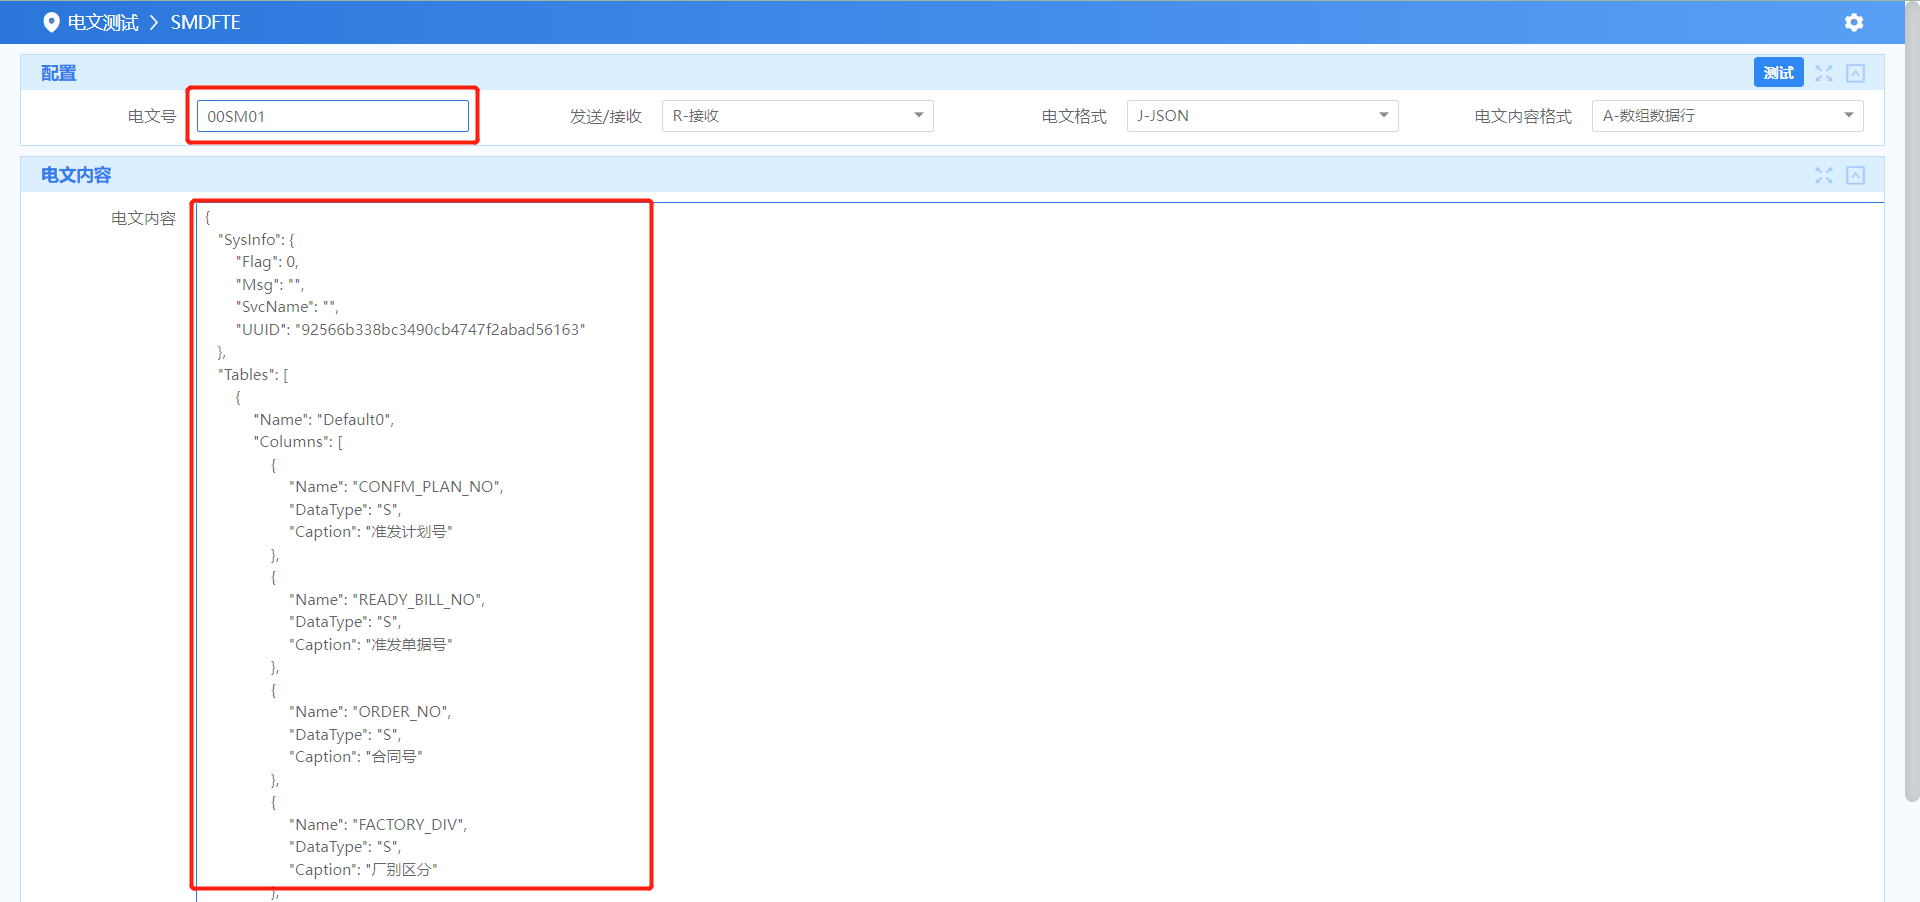 电文测试 > SMDFTE
配置 测试
电文号 00SM01 发送/接收 R-接收 电文格式 J-JSON 电文内容格式 A-数组数据行
电文内容
电文内容 {
"SysInfo": {
"Flag": 0,
"Msg": "",
"SvcName": "",
"UUID": "92566b338bc3490cb4747f2abad56163"
},
"Tables": [
{
"Name": "Default0",
"Columns": [
{
"Name": "CONFM_PLAN_NO",
"DataType": "S",
"Caption": "准发计划号"
},
{
"Name": "READY_BILL_NO",
"DataType": "S",
"Caption": "准发单据号"
},
{
"Name": "ORDER_NO",
"DataType": "S",
"Caption": "合同号"
},
{
"Name": "FACTORY_DIV",
"DataType": "S",
"Caption": "厂别区分"
},